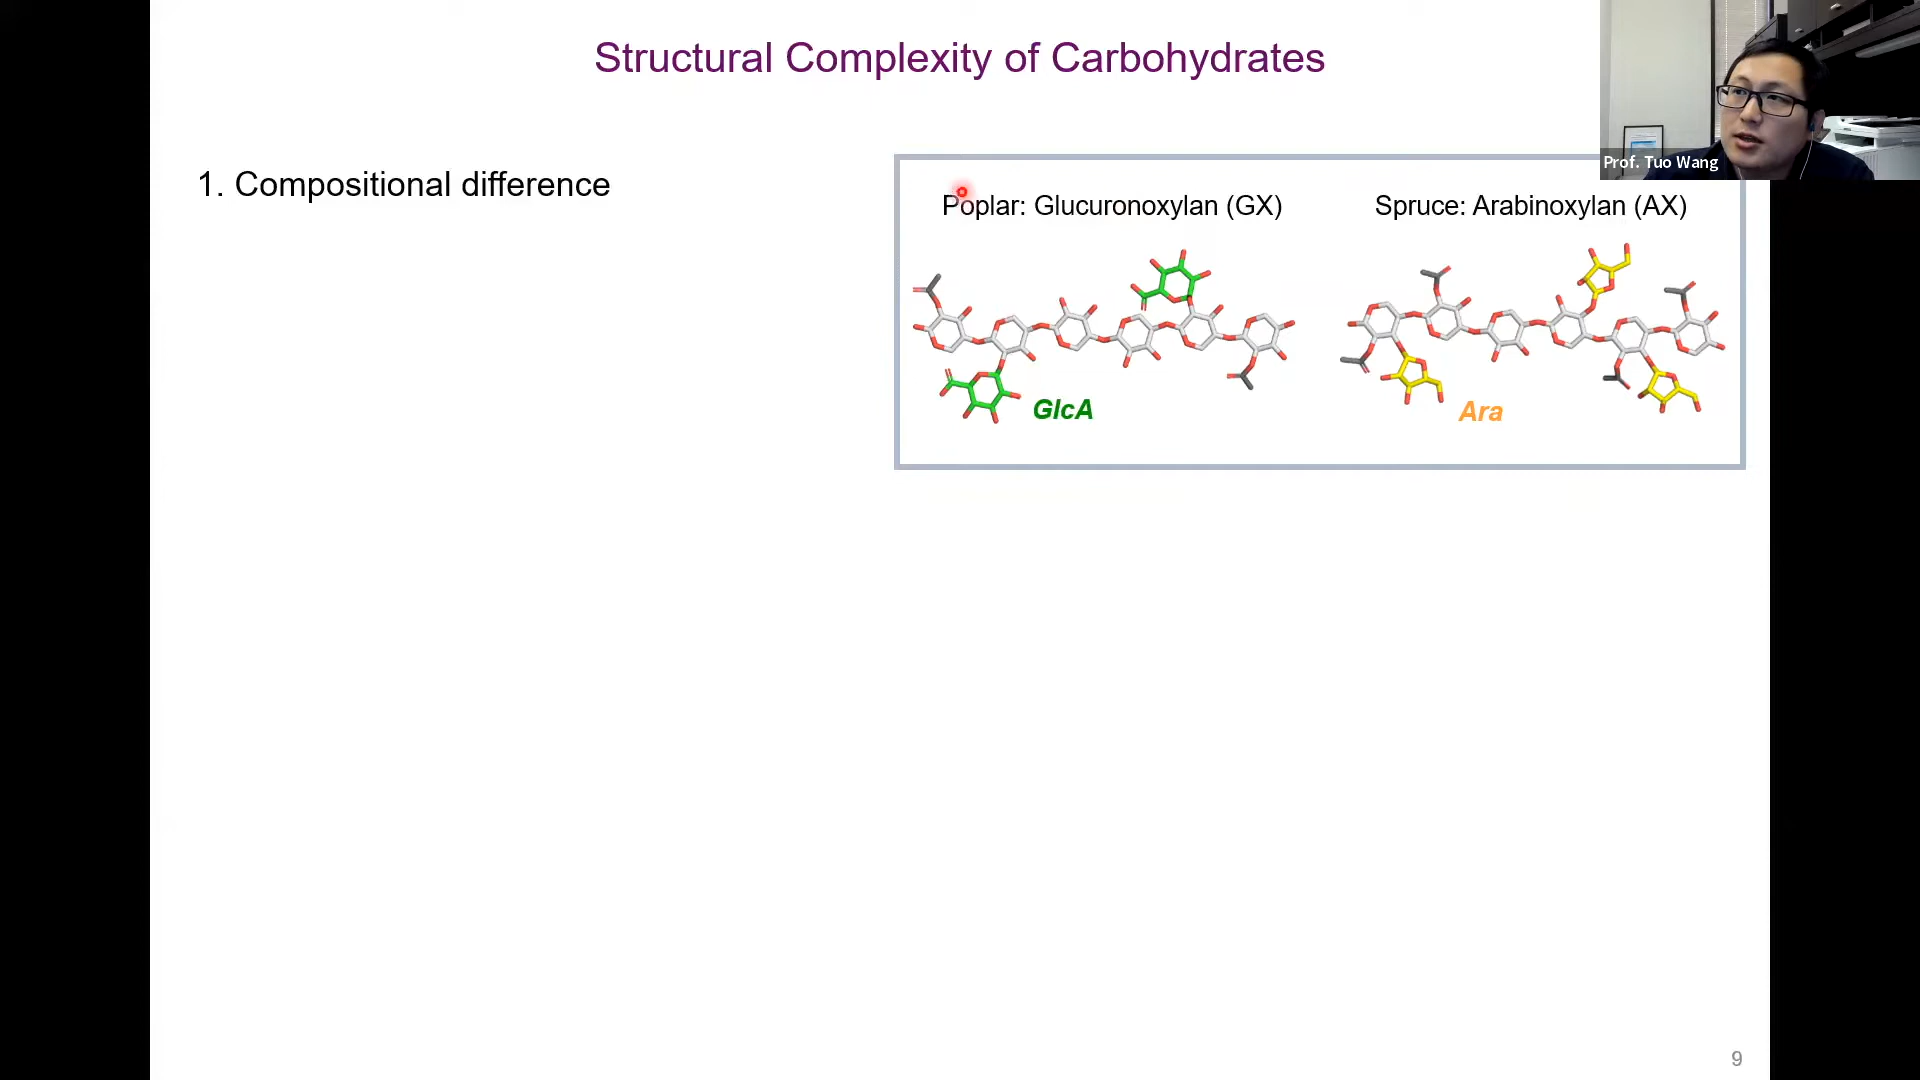 Structural Complexity of Carbohydrates
Prof. Tuo Wang
1. Compositional difference
Poplar: Glucuronoxylan (GX)
Spruce: Arabinoxylan (AX)
GlcA
Ara
9